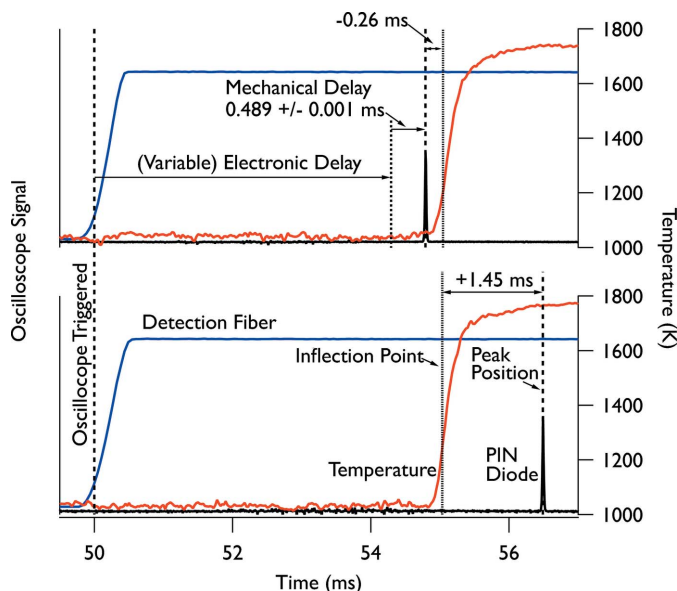 -0.26 ms
1800
1600
1400
1200
1000
Mechanical Delay
0.489 +/- 0.001 ms
(Variable) Electronic Delay
Oscilloscope Signal
Temperature (K)
Oscillocope Triggered
+1.45 ms
1800
1600
1400
1200
1000
Detection Fiber
Inflection Point
Peak
Position
Temperature
PIN
Diode
50
52
54
56
Time (ms)